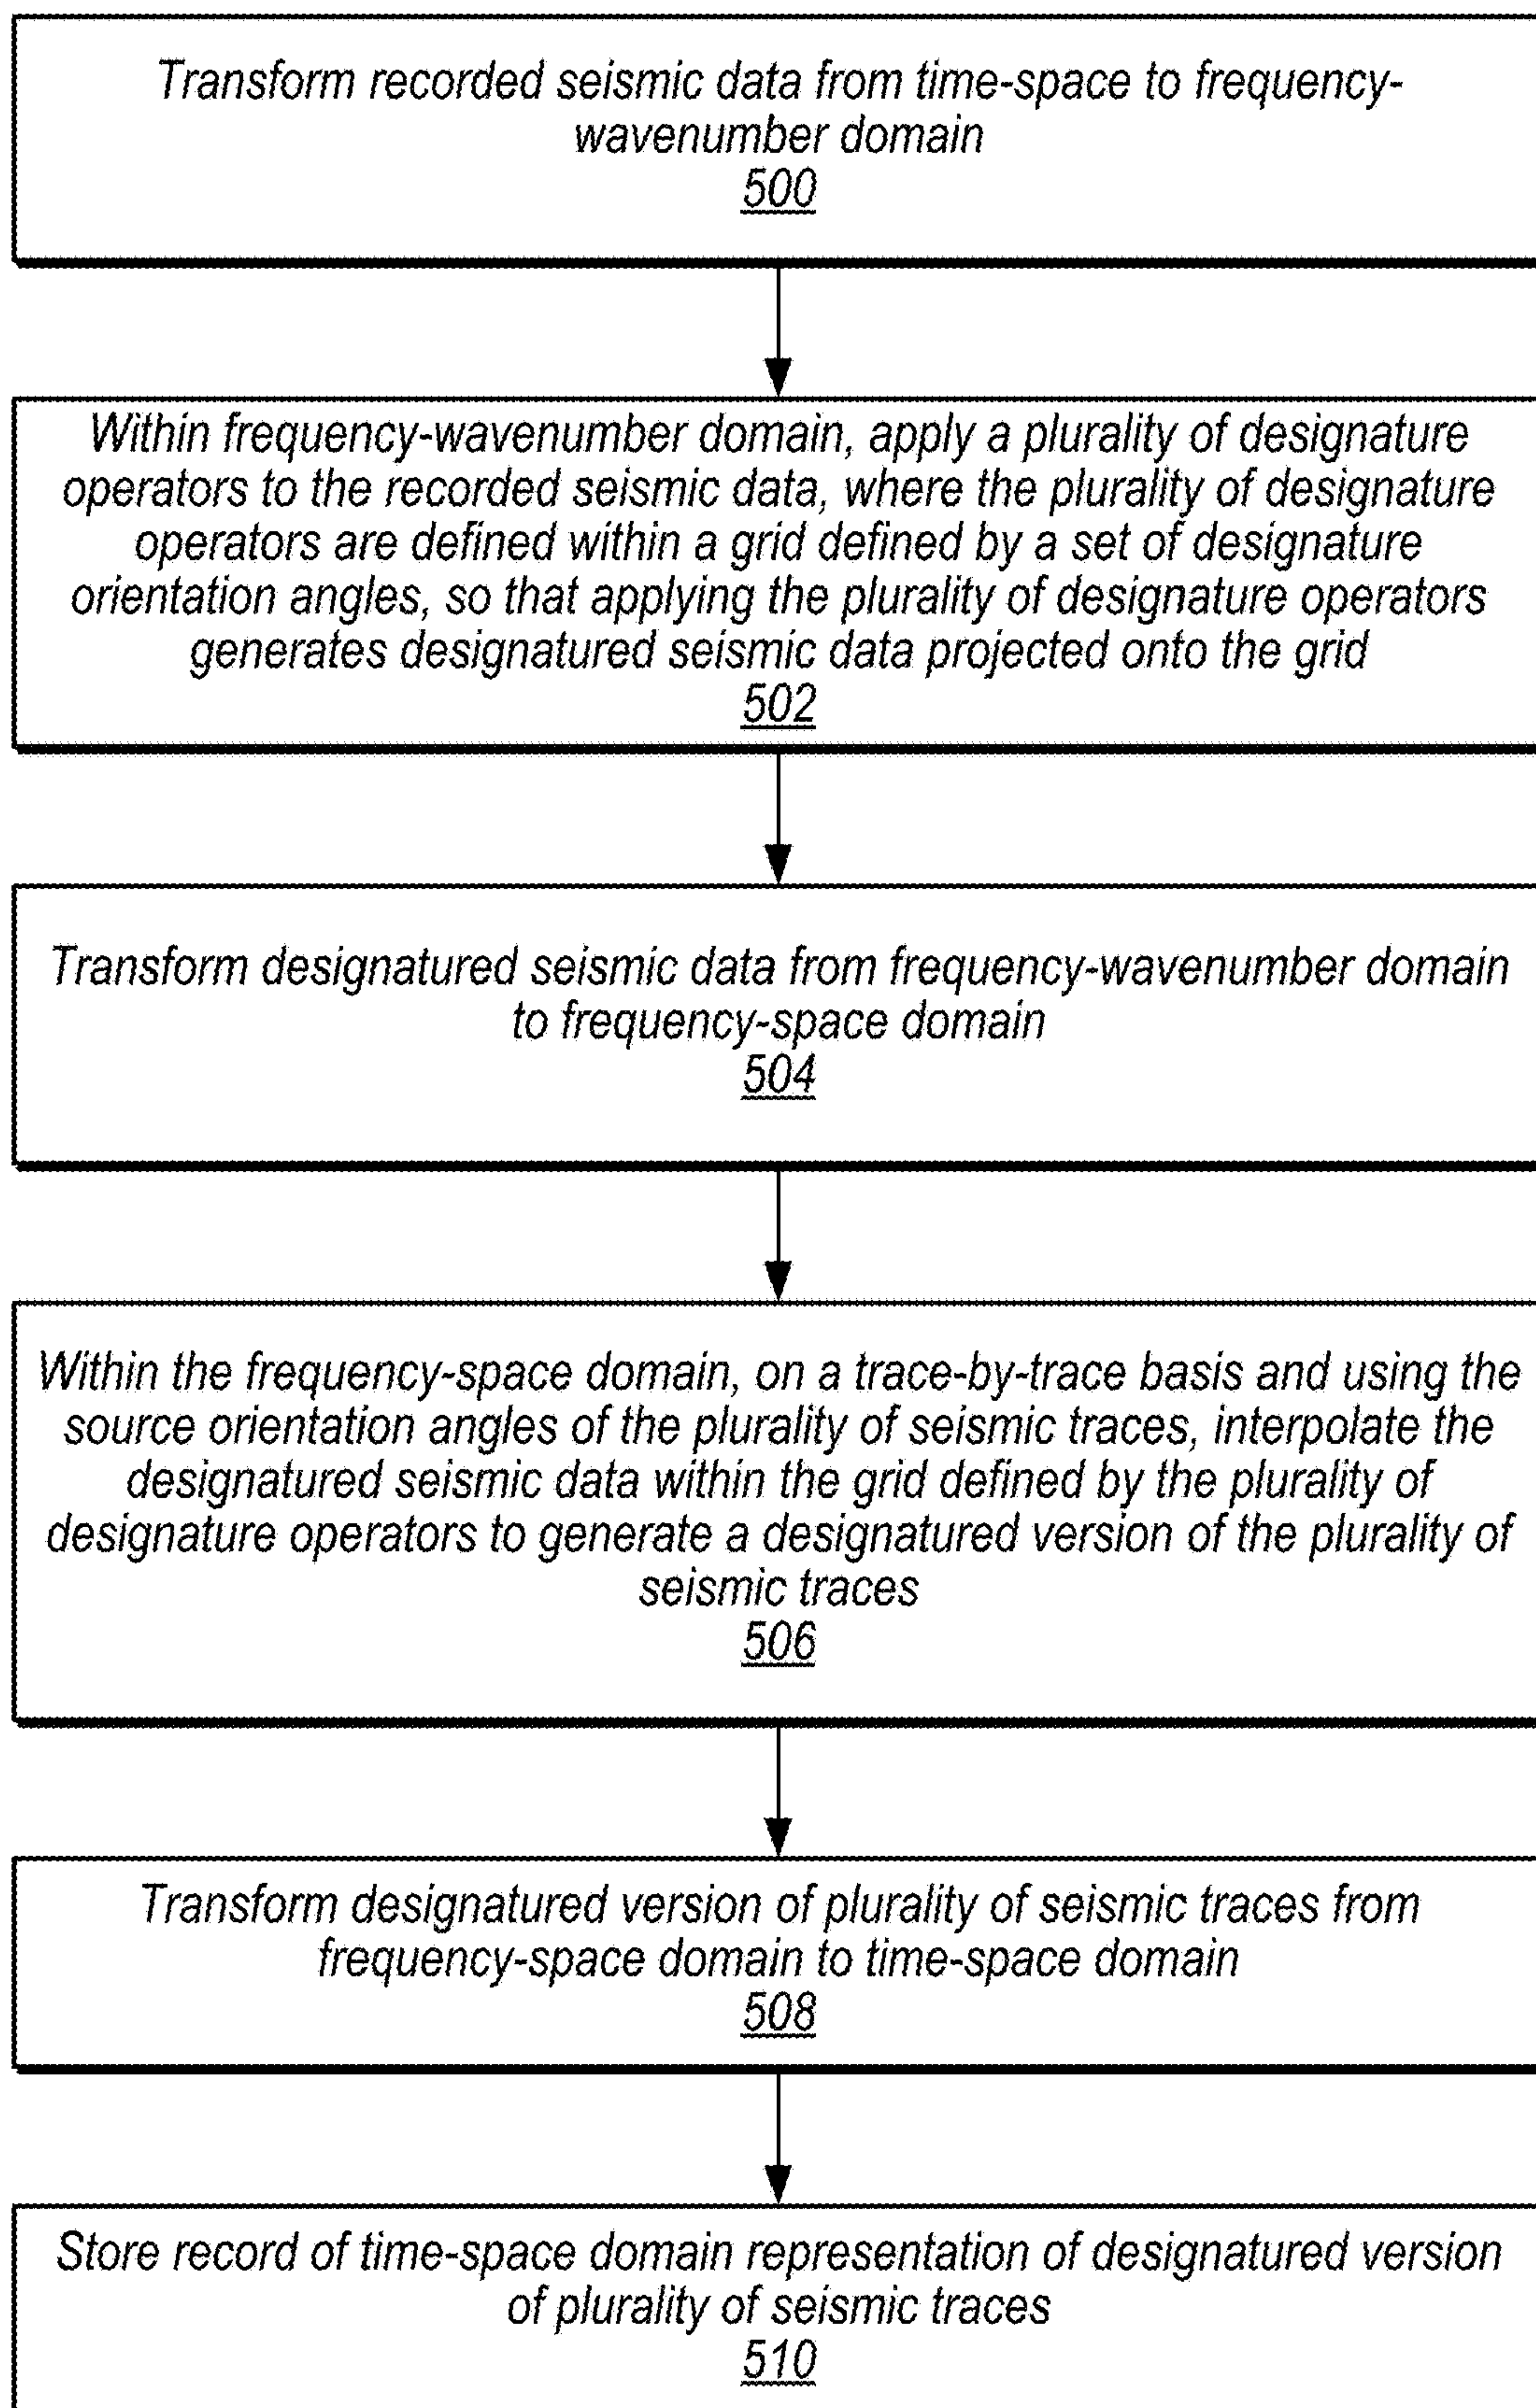 Transform recorded seismic data from time-space to frequency-
wavenumber domain
500
Within frequency-wavenumber domain, apply a plurality of designature
operators to the recorded seismic data, where the plurality of designature
operators are defined within a grid defined by a set of designature
orientation angles, so that applying the plurality of designature operators
generates designatured seismic data projected onto the grid
502
Transform designatured seismic data from frequency-wavenumber domain
to frequency-space domain
504
Within the frequency-space domain, on a trace-by-trace basis and using the
source orientation angles of the plurality of seismic traces, interpolate the
designatured seismic data within the grid defined by the plurality of
designature operators to generate a designatured version of the plurality of
seismic traces
506
Transform designatured version of plurality of seismic traces from
frequency-space domain to time-space domain
508
Store record of time-space domain representation of designatured version
of plurality of seismic traces
510